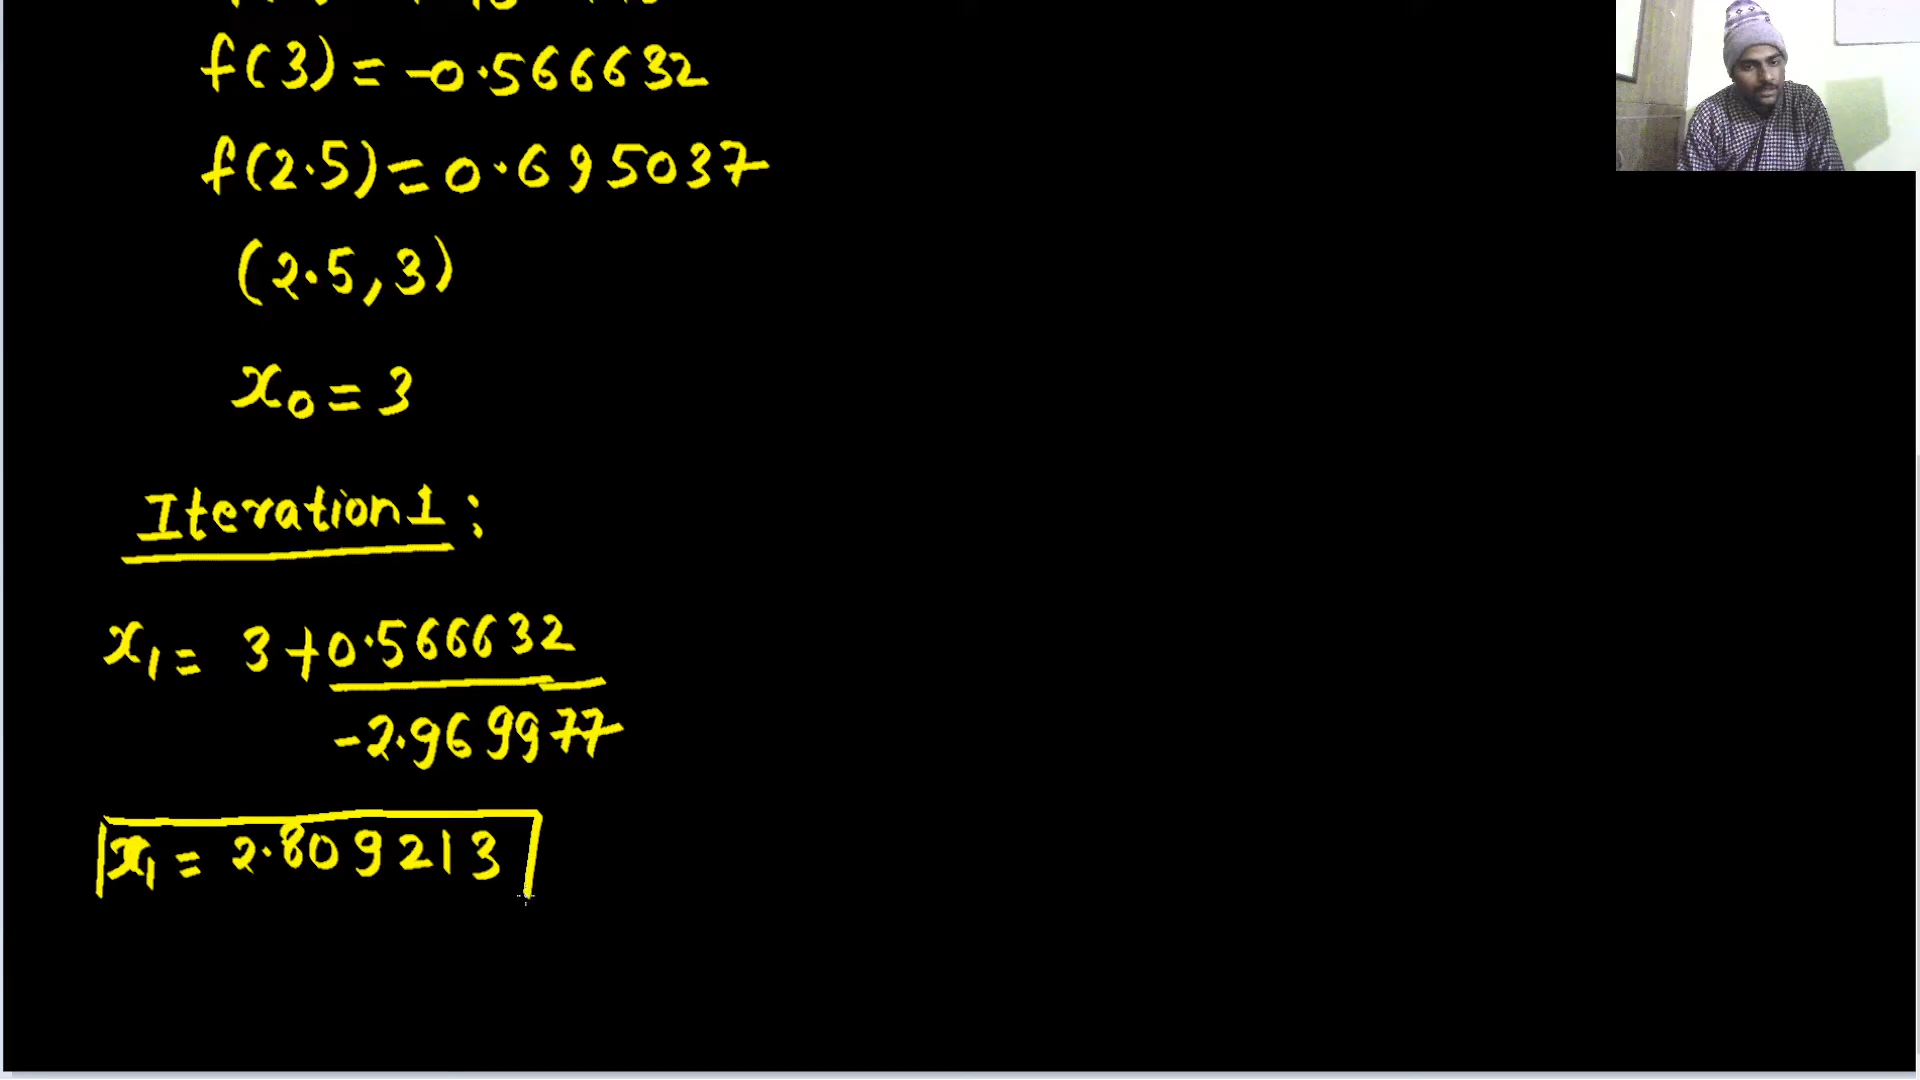 f(3) = -0.566632
f(2.5) = 0.695037
(2.5, 3)
x₀ = 3
Iteration 1 :
x₁ = 3 + 0.566632
-2.969977
x₁ = 2.809213